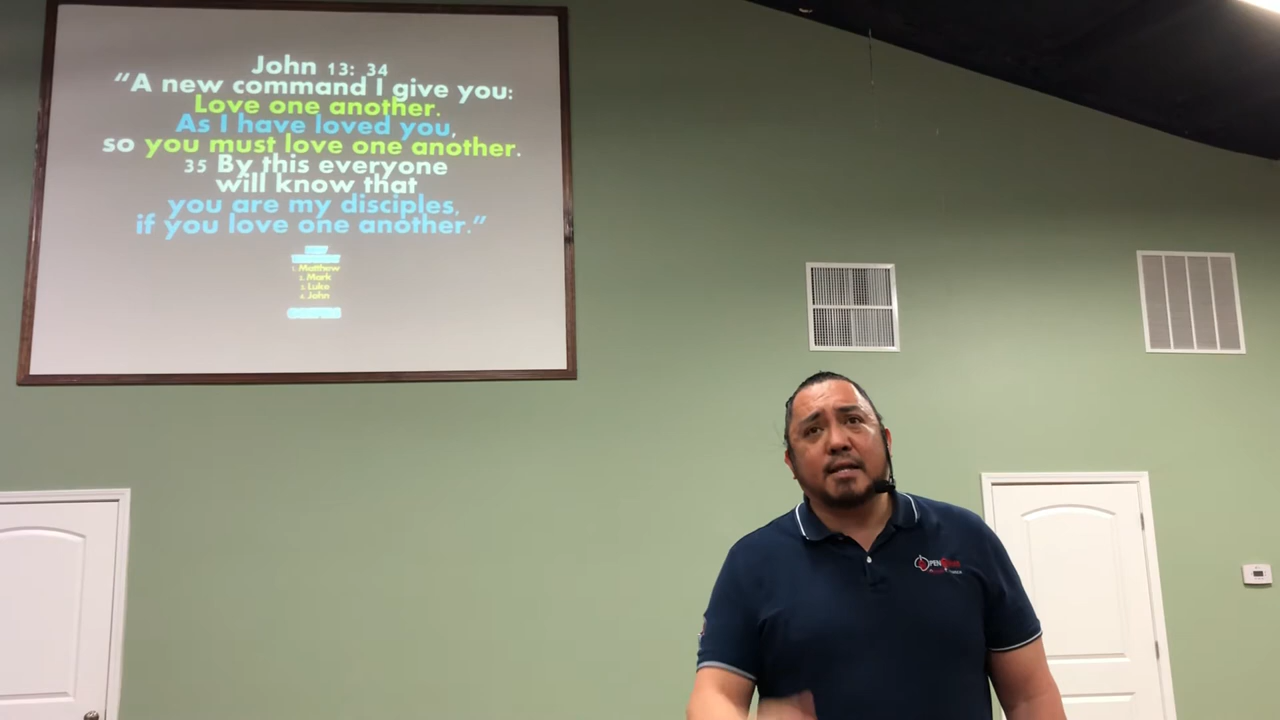 John 13: 34
“A new command I give you:
Love one another.
As I have loved you,
so you must love one another.
35 By this everyone
will know that
you are my disciples,
if you love one another.”
1. Matthew
2. Mark
3. Luke
4. John